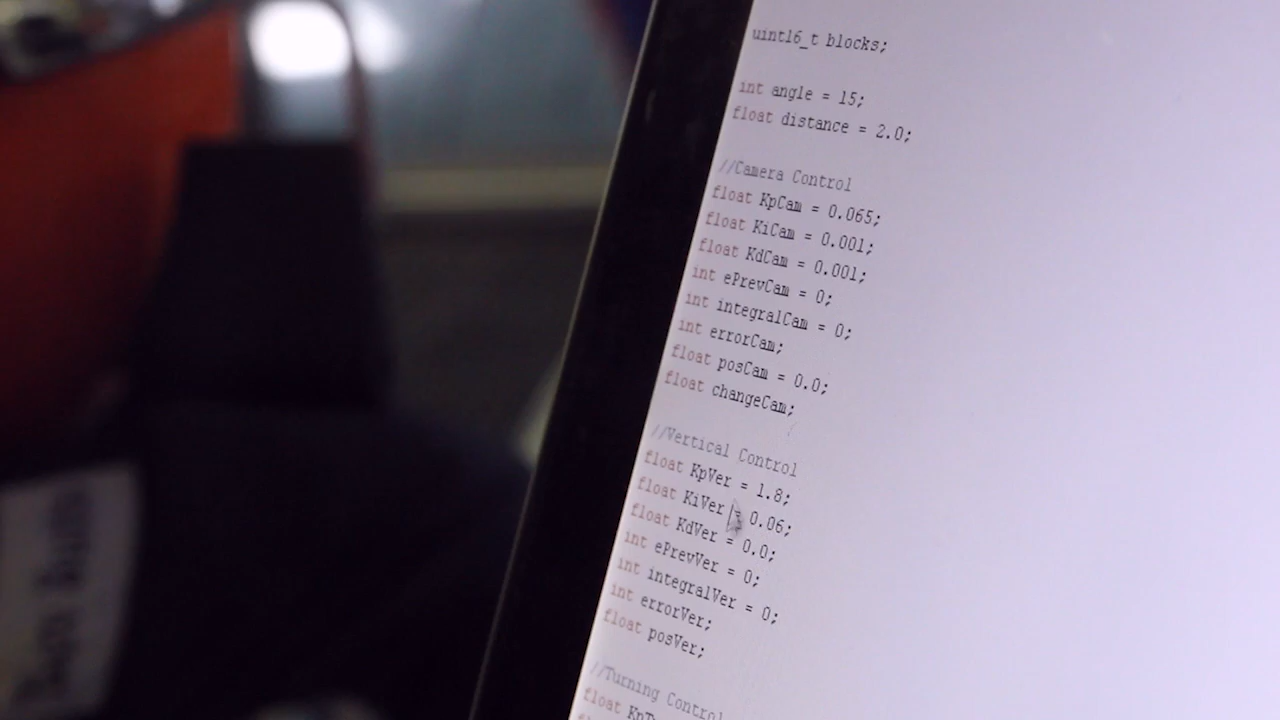 uint16_t blocks;
int angle = 15;
float distance = 2.0;
//Camera Control
float KpCam = 0.065;
float KiCam = 0.001;
float KdCam = 0.001;
int ePrevCam = 0;
int integralCam = 0;
int errorCam;
float posCam = 0.0;
float changeCam;
//Vertical Control
float KpVer = 1.8;
float KiVer = 0.06;
float KdVer = 0.0;
int ePrevVer = 0;
int integralVer = 0;
int errorVer;
float posVer;
//Turning Control
float